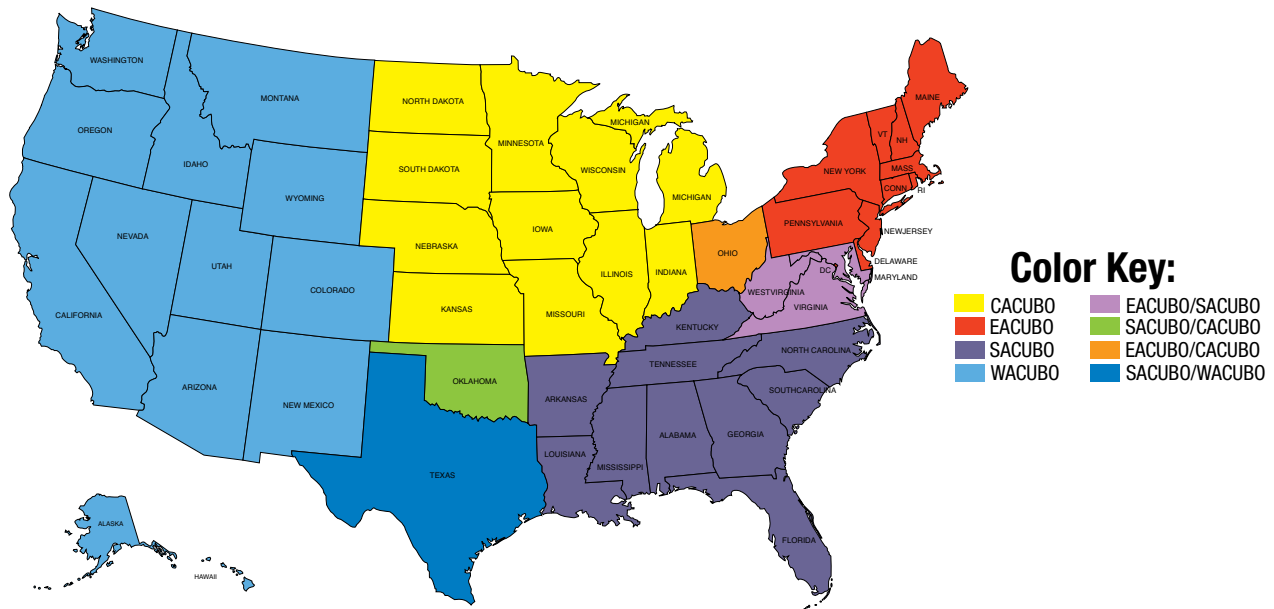 WASHINGTON
MONTANA
OREGON
IDAHO
WYOMING
NEVADA
UTAH
COLORADO
CALIFORNIA
ARIZONA
NEW MEXICO
ALASKA
HAWAII
NORTH DAKOTA
SOUTH DAKOTA
NEBRASKA
KANSAS
MINNESOTA
IOWA
MISSOURI
WISCONSIN
MICHIGAN
MICHIGAN
ILLINOIS
INDIANA
OHIO
OKLAHOMA
TEXAS
ARKANSAS
LOUISIANA
MISSISSIPPI
ALABAMA
GEORGIA
FLORIDA
TENNESSEE
KENTUCKY
NORTH CAROLINA
SOUTHCAROLINA
WESTVIRGINIA
VIRGINIA
DC
MARYLAND
DELAWARE
NEWJERSEY
PENNSYLVANIA
NEW YORK
CONN
RI
MASS
VT
NH
MAINE
Color Key:
CACUBO
EACUBO
SACUBO
WACUBO
EACUBO/SACUBO
SACUBO/CACUBO
EACUBO/CACUBO
SACUBO/WACUBO